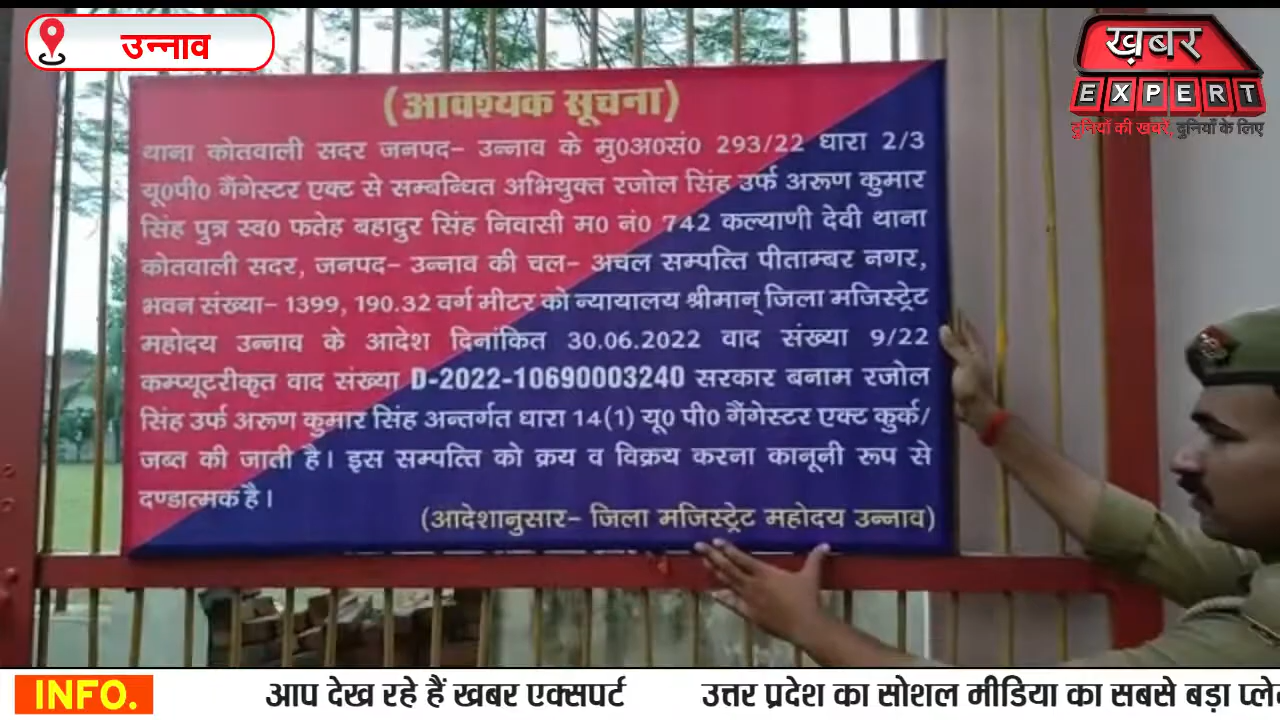 उन्नाव
ख़बर
EXPERT
दुनियाँ की खबरें, दुनियाँ के लिए
(आवश्यक सूचना)
थाना कोतवाली सदर जनपद- उन्नाव के मु0अ0सं0 293/22 धारा 2/3
यू0पी0 गैंगेस्टर एक्ट से सम्बन्धित अभियुक्त रजोल सिंह उर्फ अरूण कुमार
सिंह पुत्र स्व0 फतेह बहादुर सिंह निवासी म0 नं0 742 कल्याणी देवी थाना
कोतवाली सदर, जनपद- उन्नाव की चल- अचल सम्पत्ति पीताम्बर नगर,
भवन संख्या- 1399, 190.32 वर्ग मीटर को न्यायालय श्रीमान् जिला मजिस्ट्रेट
महोदय उन्नाव के आदेश दिनांकित 30.06.2022 वाद संख्या 9/22
कम्प्यूटरीकृत वाद संख्या D-2022-10690003240 सरकार बनाम रजोल
सिंह उर्फ अरूण कुमार सिंह अन्तर्गत धारा 14(1) यू0 पी0 गैंगेस्टर एक्ट कुर्क/
जब्त की जाती है। इस सम्पत्ति को क्रय व विक्रय करना कानूनी रूप से
दण्डात्मक है।
(आदेशानुसार- जिला मजिस्ट्रेट महोदय उन्नाव)
INFO. आप देख रहे हैं खबर एक्सपर्ट उत्तर प्रदेश का सोशल मीडिया का सबसे बड़ा